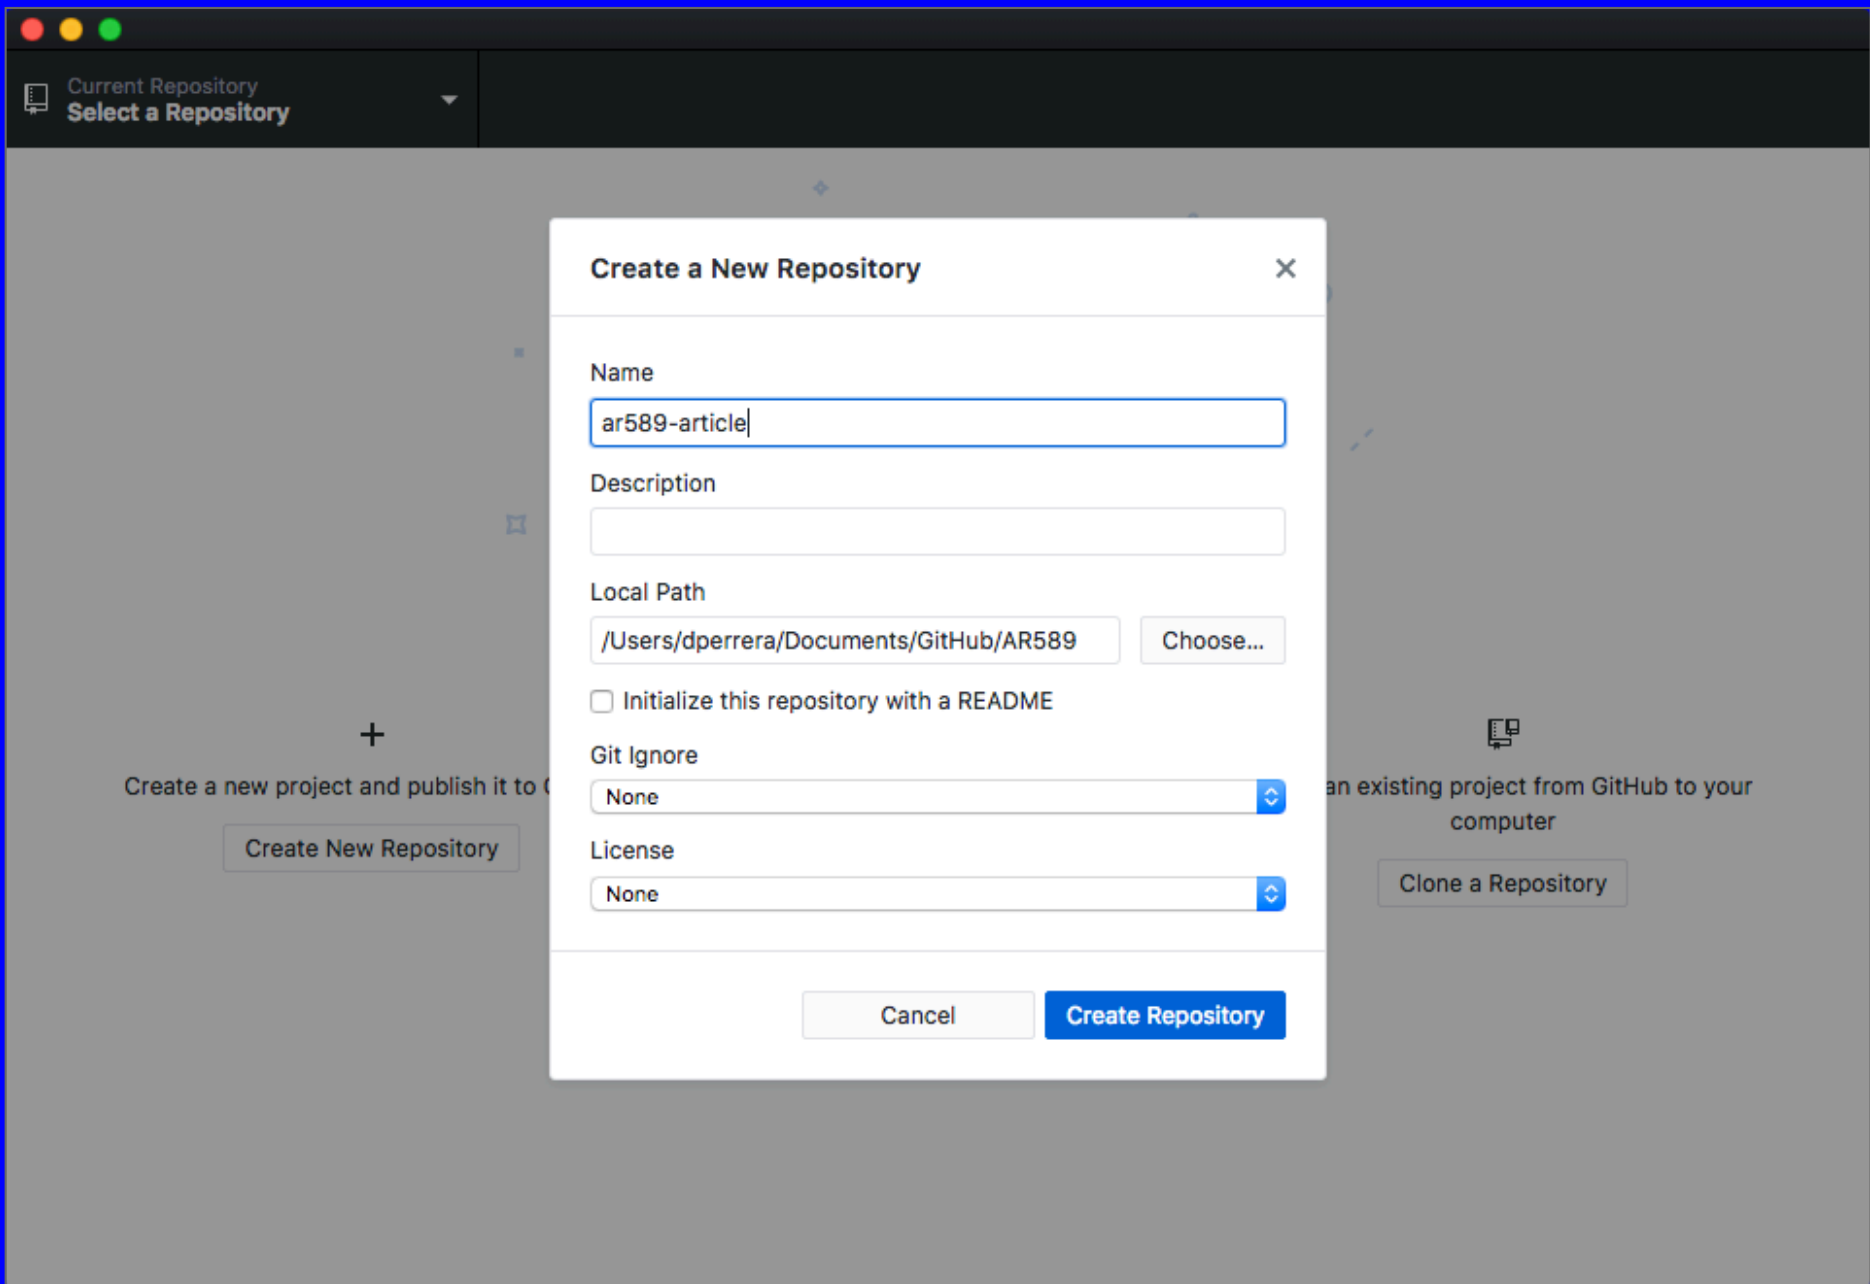 Current Repository
Select a Repository
Create a New Repository
Name
ar589-article
Description
Local Path
/Users/dperrera/Documents/GitHub/AR589
Choose...
Initialize this repository with a README
Git Ignore
None
License
None
Cancel
Create Repository
Create a new project and publish it to
Create New Repository
an existing project from GitHub to your
computer
Clone a Repository